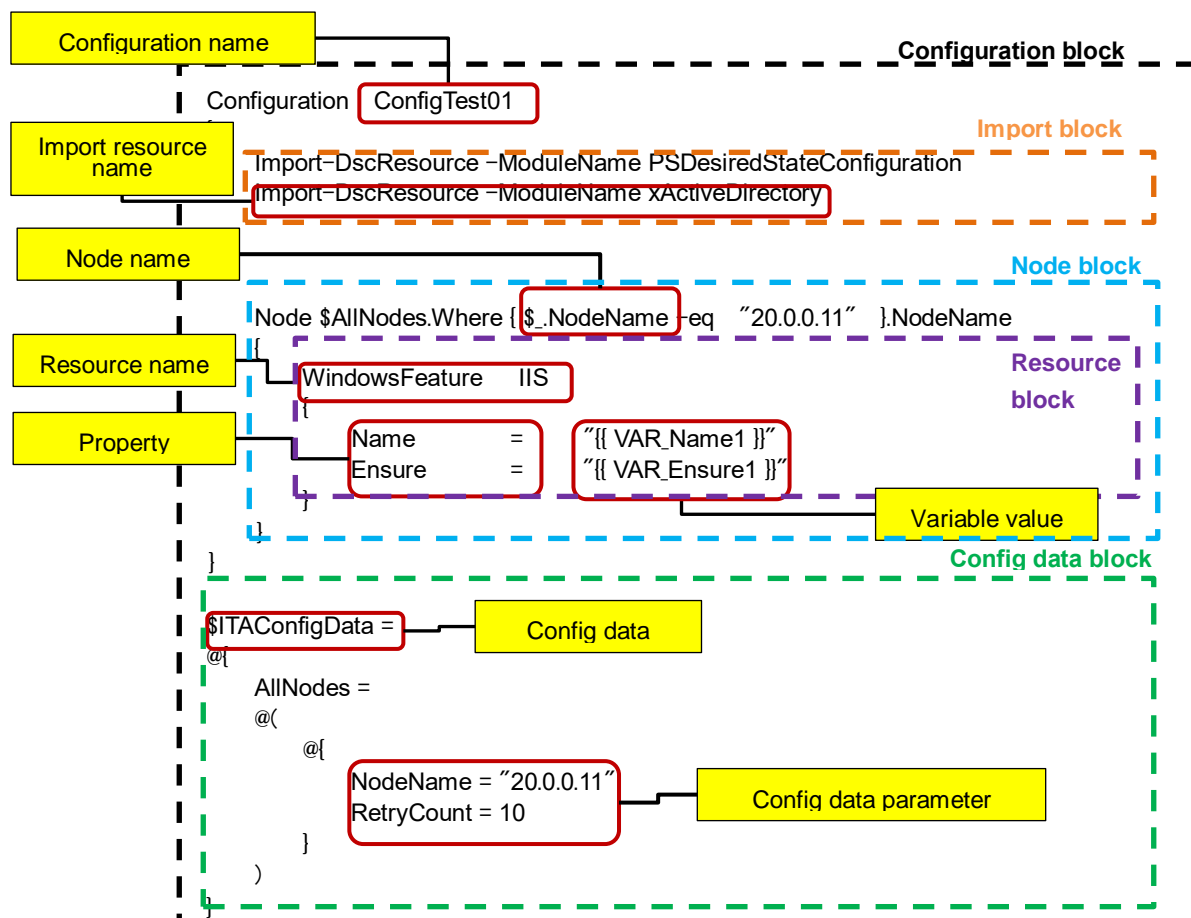 Configuration name
Configuration block
Configuration ConfigTest01
{
Import block
Import resource
name
Import-DscResource -ModuleName PSDesiredStateConfiguration
Import-DscResource -ModuleName xActiveDirectory
Node name
Node block
Node $AllNodes.Where { $_.NodeName -eq "20.0.0.11" }.NodeName
{
Resource name
Resource
block
WindowsFeature IIS
{
Property
Name = "{{ VAR_Name1 }}"
Ensure = "{{ VAR_Ensure1 }}"
}
Variable value
}
}
Config data block
$ITAConfigData =
Config data
@{
AllNodes =
@(
@{
NodeName = "20.0.0.11"
RetryCount = 10
Config data parameter
}
)
}